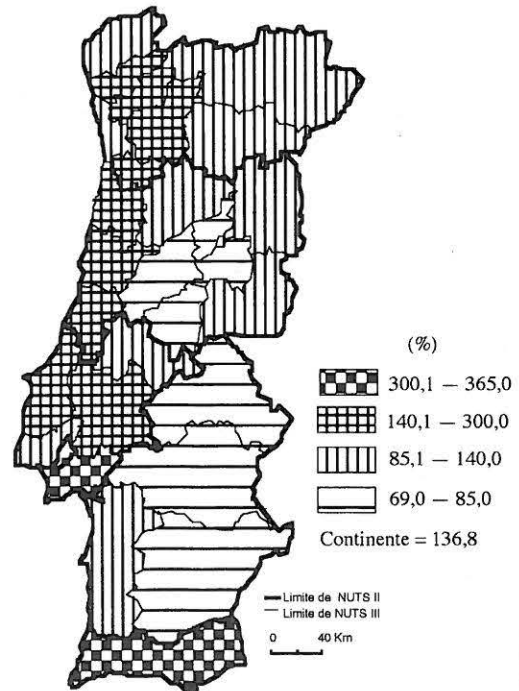 (%)
300,1 — 365,0
140,1 — 300,0
85,1 — 140,0
69,0 — 85,0
Continente = 136,8
Limite de NUTS II
Limite de NUTS III
0 40 Km